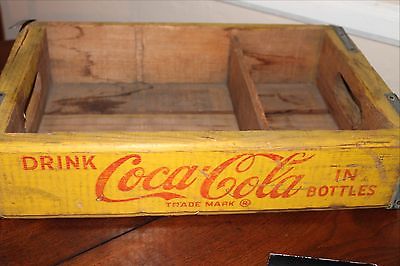 DRINK Coca-Cola IN
BOTTLES
TRADE MARK ®